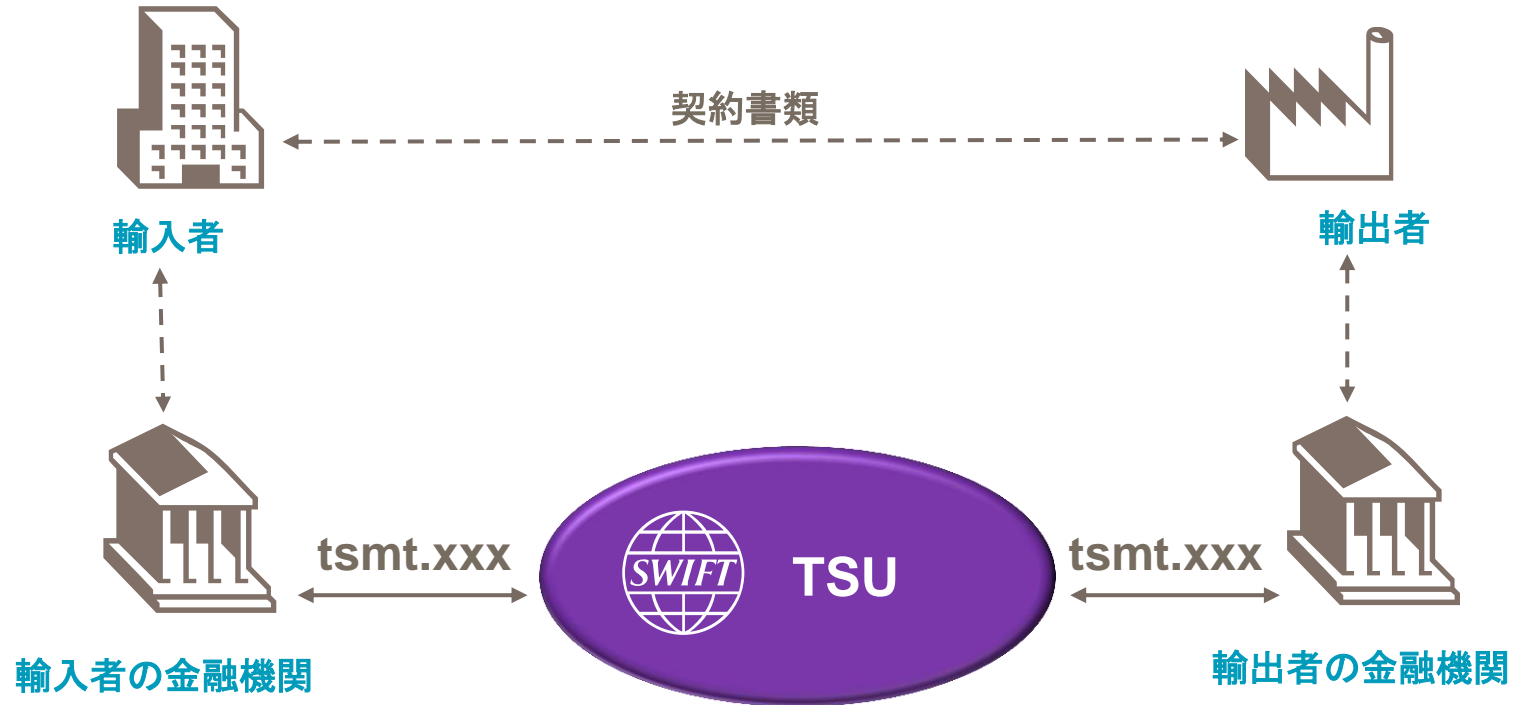 契約書類
輸入者
輸出者
tsmt.xxx
SWIFT
TSU
tsmt.xxx
輸入者の金融機関
輸出者の金融機関